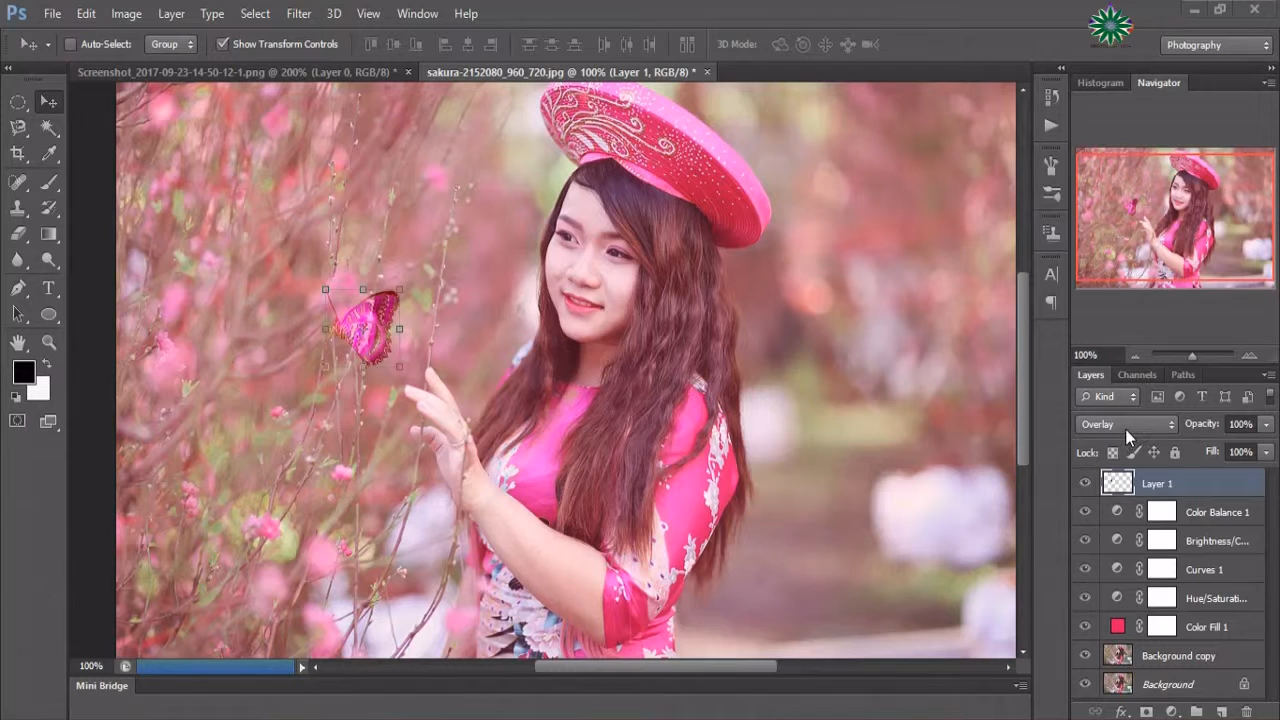 Ps File Edit Image Layer Type Select Filter 3D View Window Help
Auto-Select: Group Show Transform Controls 3D Mode: Photography
Screenshot_2017-09-23-14-50-12-1.png @ 200% (Layer 0, RGB/8) * × sakura-2152080_960_720.jpg @ 100% (Layer 1, RGB/8) * ×
Histogram Navigator
100%
Layers Channels Paths
Kind
Overlay Opacity: 100%
Lock: Fill: 100%
Layer 1
Color Balance 1
Brightness/C...
Curves 1
Hue/Saturati...
Color Fill 1
Background copy
Background
100%
Mini Bridge